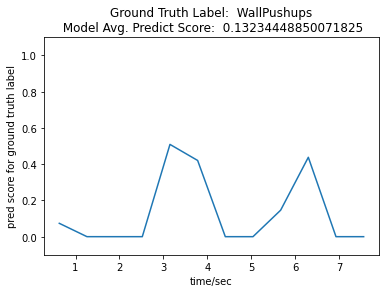 Ground Truth Label:  WallPushups
Model Avg. Predict Score:  0.13234448850071825
pred score for ground truth label
1.0
0.8
0.6
0.4
0.2
0.0
1 2 3 4 5 6 7
time/sec